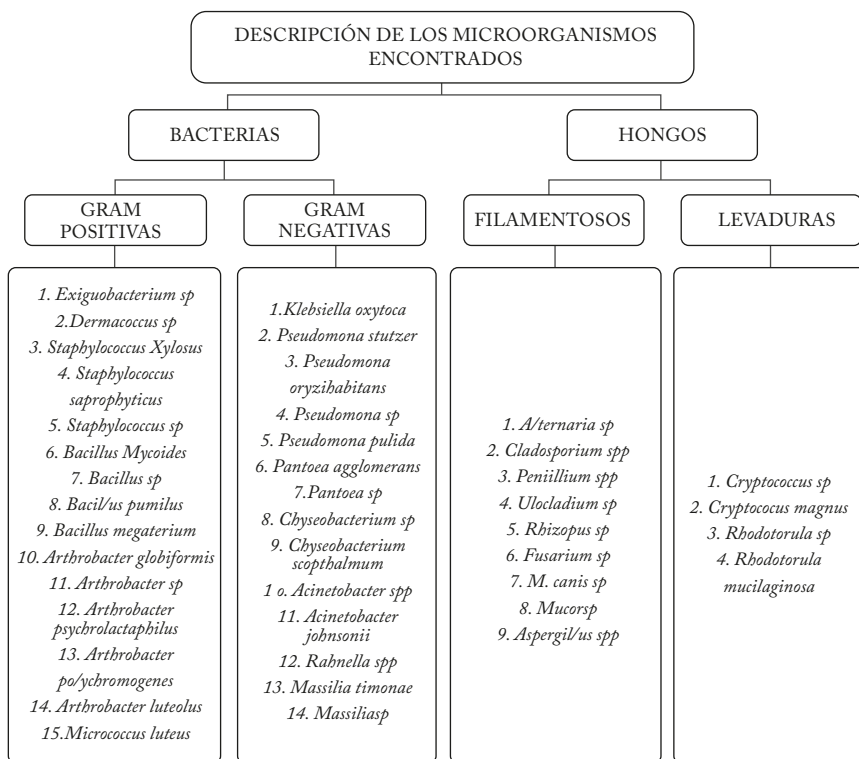 DESCRIPCIÓN DE LOS MICROORGANISMOS
ENCONTRADOS
BACTERIAS
HONGOS
GRAM
POSITIVAS
GRAM
NEGATIVAS
FILAMENTOSOS
LEVADURAS
1. Exiguobacterium sp
2.Dermacoccus sp
3. Staphylococcus Xylosus
4. Staphylococcus
saprophyticus
5. Staphylococcus sp
6. Bacillus Mycoides
7. Bacillus sp
8. Bacil/us pumilus
9. Bacillus megaterium
10. Arthrobacter globiformis
11. Arthrobacter sp
12. Arthrobacter
psychrolactaphilus
13. Arthrobacter
po/ychromogenes
14. Arthrobacter luteolus
15.Micrococcus luteus
1.Klebsiella oxytoca
2. Pseudomona stutzer
3. Pseudomona
oryzihabitans
4. Pseudomona sp
5. Pseudomona pulida
6. Pantoea agglomerans
7.Pantoea sp
8. Chyseobacterium sp
9. Chyseobacterium
scopthalmum
1 o. Acinetobacter spp
11. Acinetobacter
johnsonii
12. Rahnella spp
13. Massilia timonae
14. Massiliasp
1. A/ternaria sp
2. Cladosporium spp
3. Peniillium spp
4. Ulocladium sp
5. Rhizopus sp
6. Fusarium sp
7. M. canis sp
8. Mucorsp
9. Aspergil/us spp
1. Cryptococcus sp
2. Cryptococus magnus
3. Rhodotorula sp
4. Rhodotorula
mucilaginosa